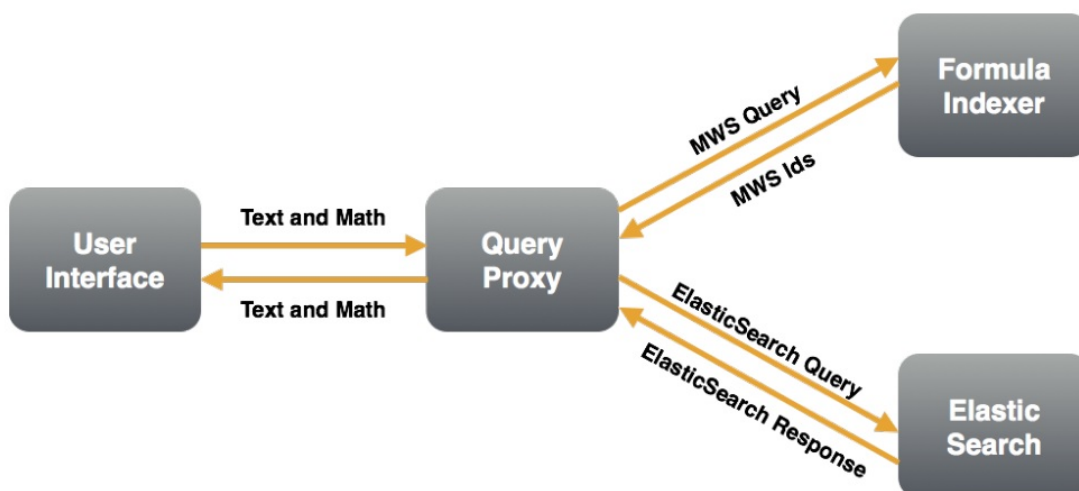 User
Interface
Text and Math
Text and Math
Query
Proxy
MWS Query
MWS Ids
Formula
Indexer
ElasticSearch Query
ElasticSearch Response
Elastic
Search